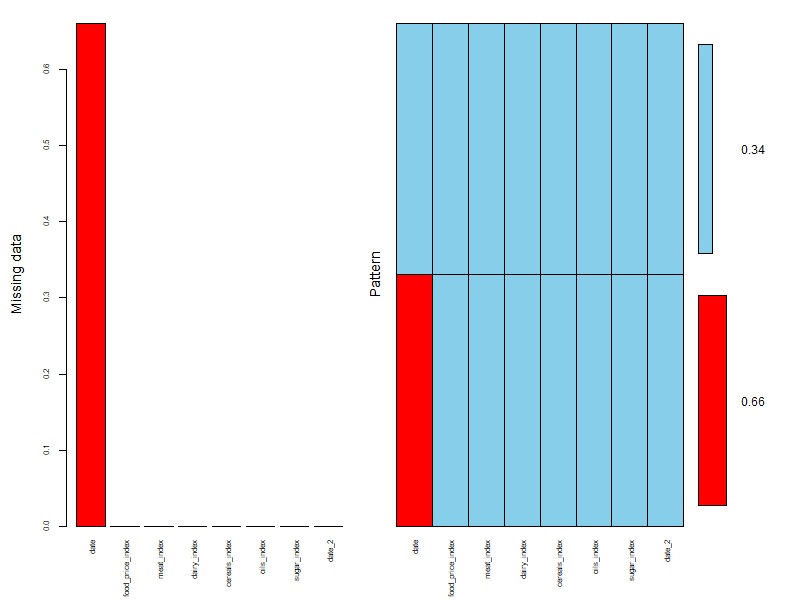 Missing data
0.6
0.5
0.4
0.3
0.2
0.1
0.0
date
food_price_index
meat_index
dairy_index
cereals_index
oils_index
sugar_index
date_2
Pattern
date
food_price_index
meat_index
dairy_index
cereals_index
oils_index
sugar_index
date_2
0.34
0.66